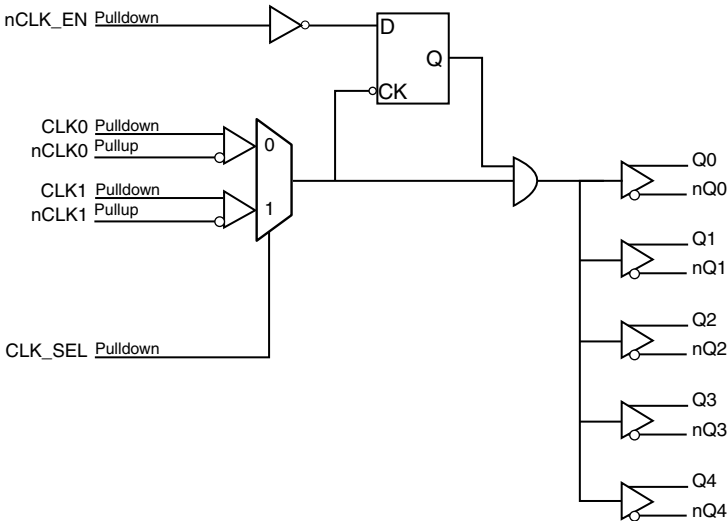 nCLK_EN Pulldown
D
Q
CK
CLK0 Pulldown
nCLK0 Pullup
0
CLK1 Pulldown
nCLK1 Pullup
1
CLK_SEL Pulldown
Q0
nQ0
Q1
nQ1
Q2
nQ2
Q3
nQ3
Q4
nQ4